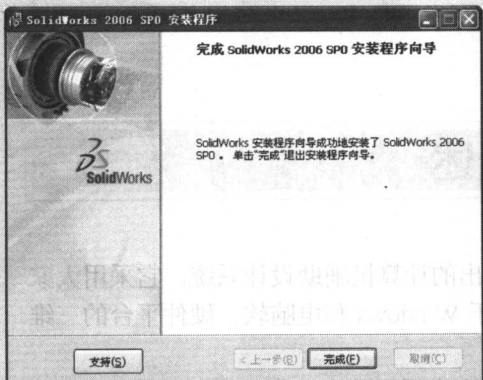 SolidWorks 2006 SP0 安装程序
完成 SolidWorks 2006 SP0 安装程序向导
SolidWorks 安装程序向导成功地安装了 SolidWorks 2006
SP0 。 单击"完成"退出安装程序向导。
SolidWorks
支持(S)
< 上一步(B)
完成(F)
取消(C)